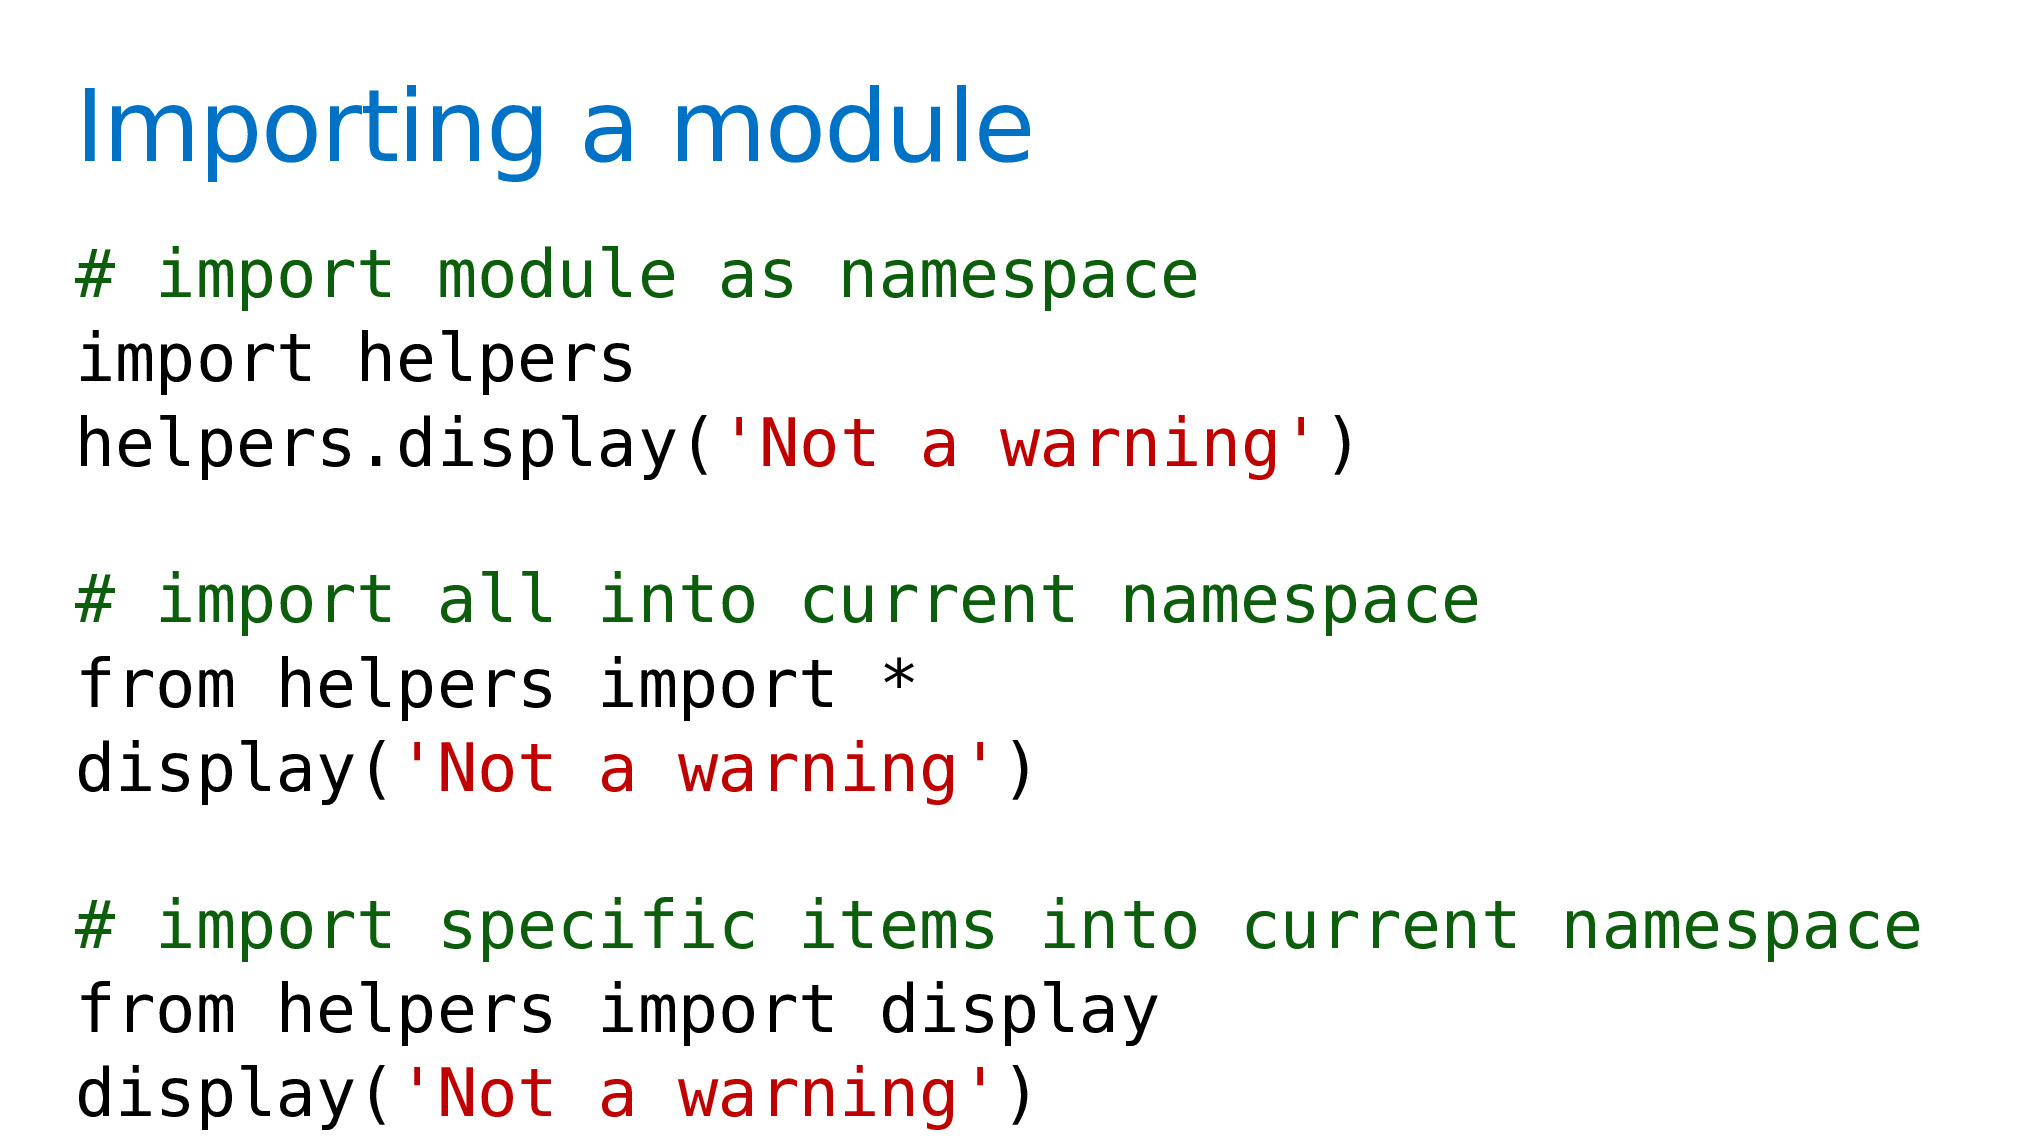 Importing a module
# import module as namespace
import helpers
helpers.display('Not a warning')
# import all into current namespace
from helpers import *
display('Not a warning')
# import specific items into current namespace
from helpers import display
display('Not a warning')